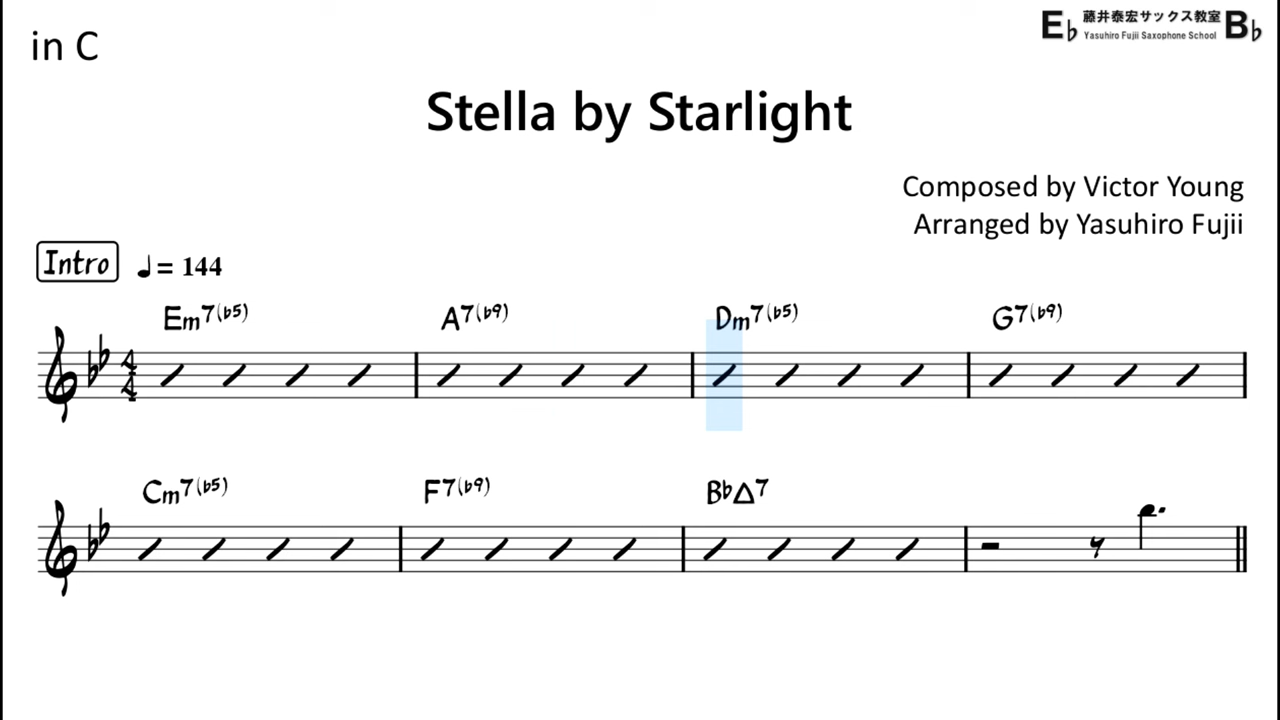 in C
E♭ 藤井泰宏サックス教室 B♭
Yasuhiro Fujii Saxophone School
Stella by Starlight
Composed by Victor Young
Arranged by Yasuhiro Fujii
Intro ♩= 144
Em7(♭5) A7(♭9) Dm7(♭5) G7(♭9)
4
4
Cm7(♭5) F7(♭9) B♭△7